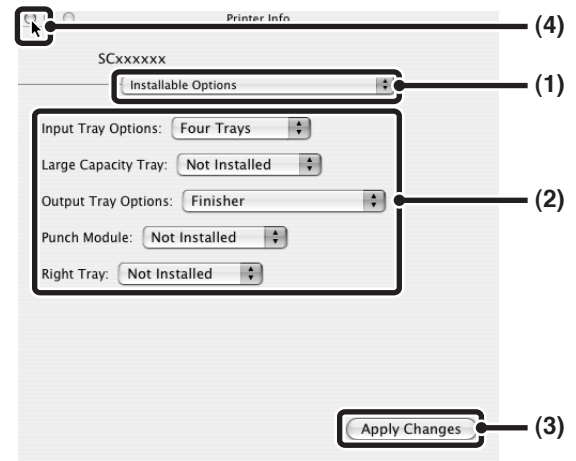 Printer Info
(4)
SCxxxxxx
Installable Options
(1)
Input Tray Options: Four Trays
Large Capacity Tray: Not Installed
Output Tray Options: Finisher
(2)
Punch Module: Not Installed
Right Tray: Not Installed
Apply Changes
(3)